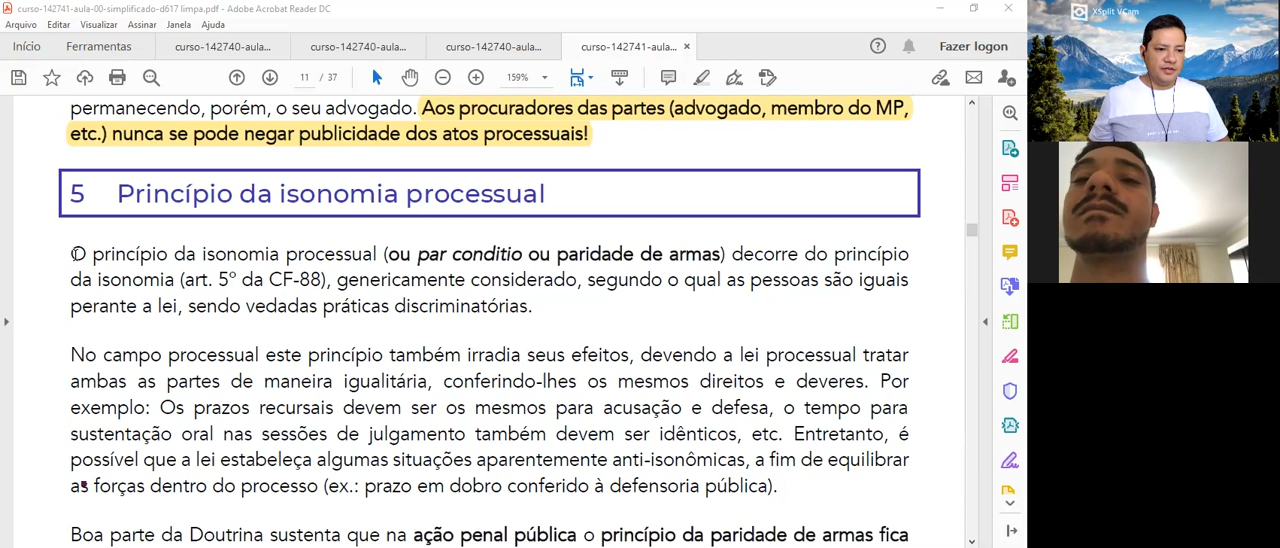 curso-142741-aula-00-simplificado-d617 limpa.pdf - Adobe Acrobat Reader DC
Arquivo Editar Visualizar Assinar Janela Ajuda
Início Ferramentas curso-142740-aula... curso-142740-aula... curso-142740-aula... curso-142741-aula... × Fazer logon
11 / 37 159%
XSplit VCam
permanecendo, porém, o seu advogado. Aos procuradores das partes (advogado, membro do MP,
etc.) nunca se pode negar publicidade dos atos processuais!
5 Princípio da isonomia processual
O princípio da isonomia processual (ou par conditio ou paridade de armas) decorre do princípio
da isonomia (art. 5º da CF-88), genericamente considerado, segundo o qual as pessoas são iguais
perante a lei, sendo vedadas práticas discriminatórias.
No campo processual este princípio também irradia seus efeitos, devendo a lei processual tratar
ambas as partes de maneira igualitária, conferindo-lhes os mesmos direitos e deveres. Por
exemplo: Os prazos recursais devem ser os mesmos para acusação e defesa, o tempo para
sustentação oral nas sessões de julgamento também devem ser idênticos, etc. Entretanto, é
possível que a lei estabeleça algumas situações aparentemente anti-isonômicas, a fim de equilibrar
as forças dentro do processo (ex.: prazo em dobro conferido à defensoria pública).
Boa parte da Doutrina sustenta que na ação penal pública o princípio da paridade de armas fica